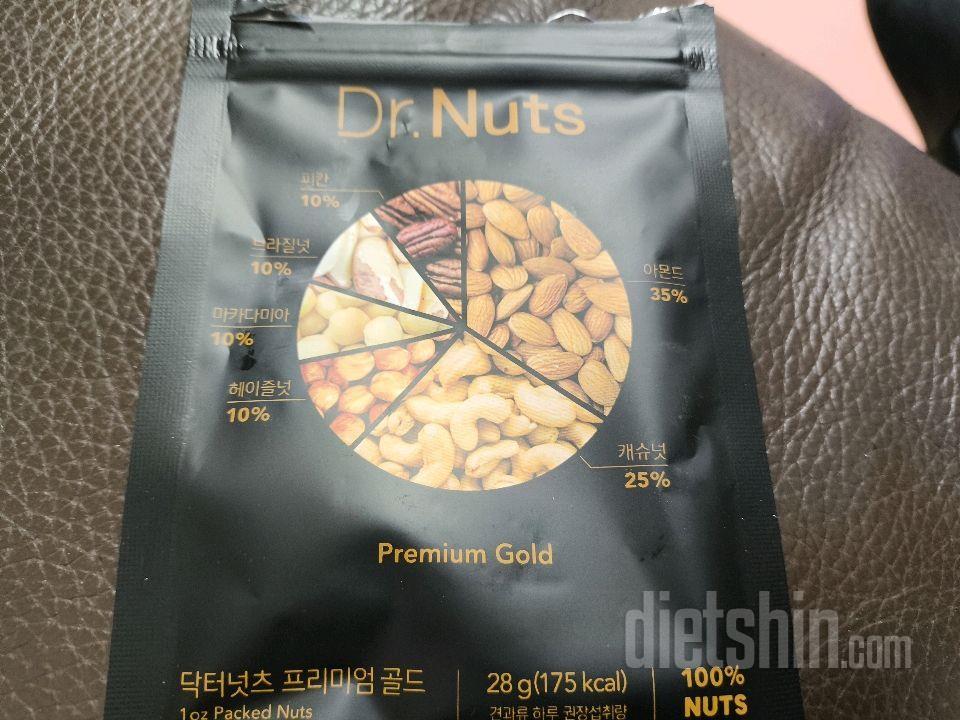 Dr.Nuts
피칸
10%
브라질넛
10%
마카다미아
10%
헤이즐넛
10%
아몬드
35%
캐슈넛
25%
Premium Gold
dietshin.com
닥터넛츠 프리미엄 골드
1oz Packed Nuts
28 g(175 kcal)
견과류 하루 권장섭취량
100%
NUTS